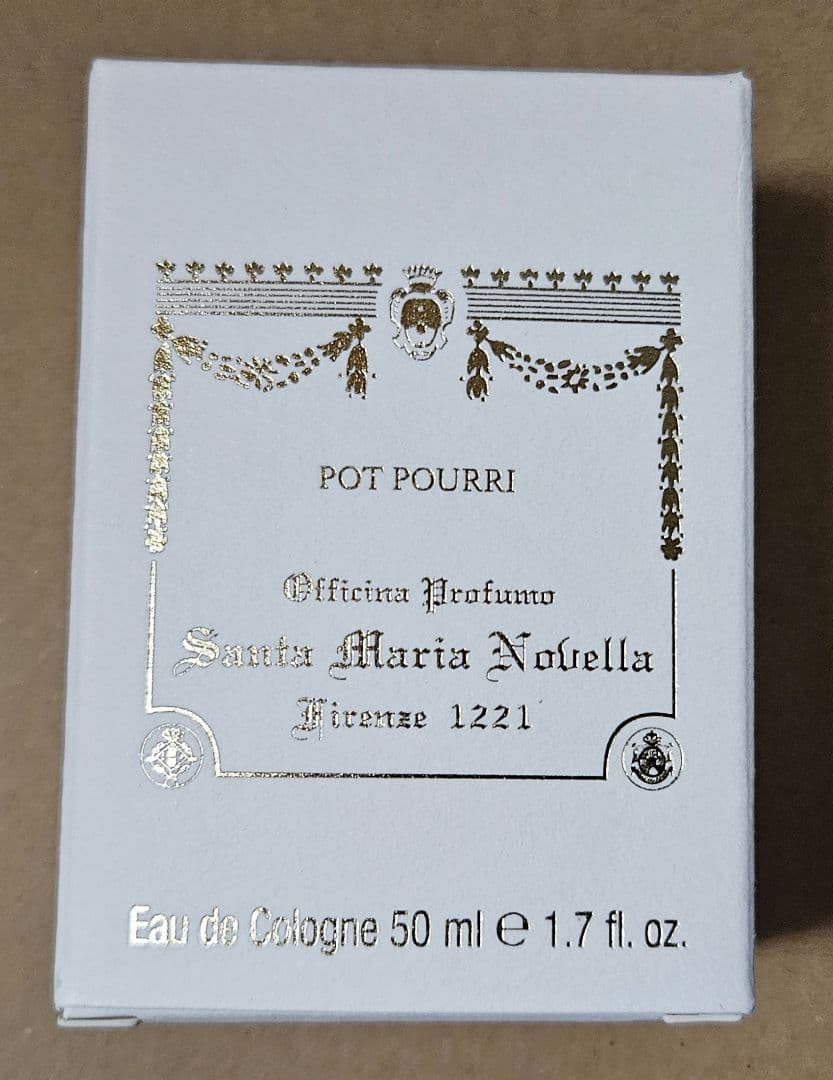 POT POURRI
Officina Profumo
Santa Maria Novella
Firenze 1221
Eau de Cologne 50 ml ℮ 1.7 fl. oz.